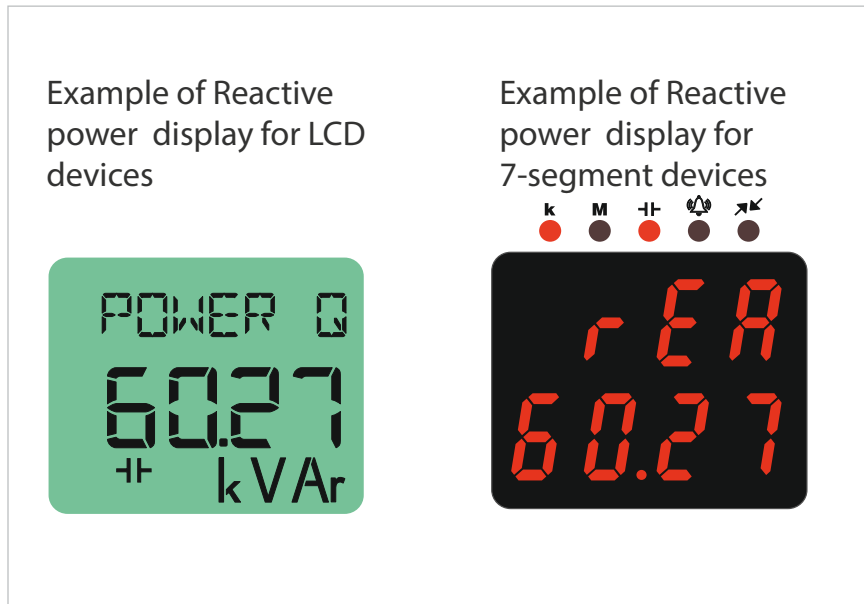 Example of Reactive
power display for LCD
devices
POWER Q
60.27
kVAr
Example of Reactive
power display for
7-segment devices
k M
rEA
60.27